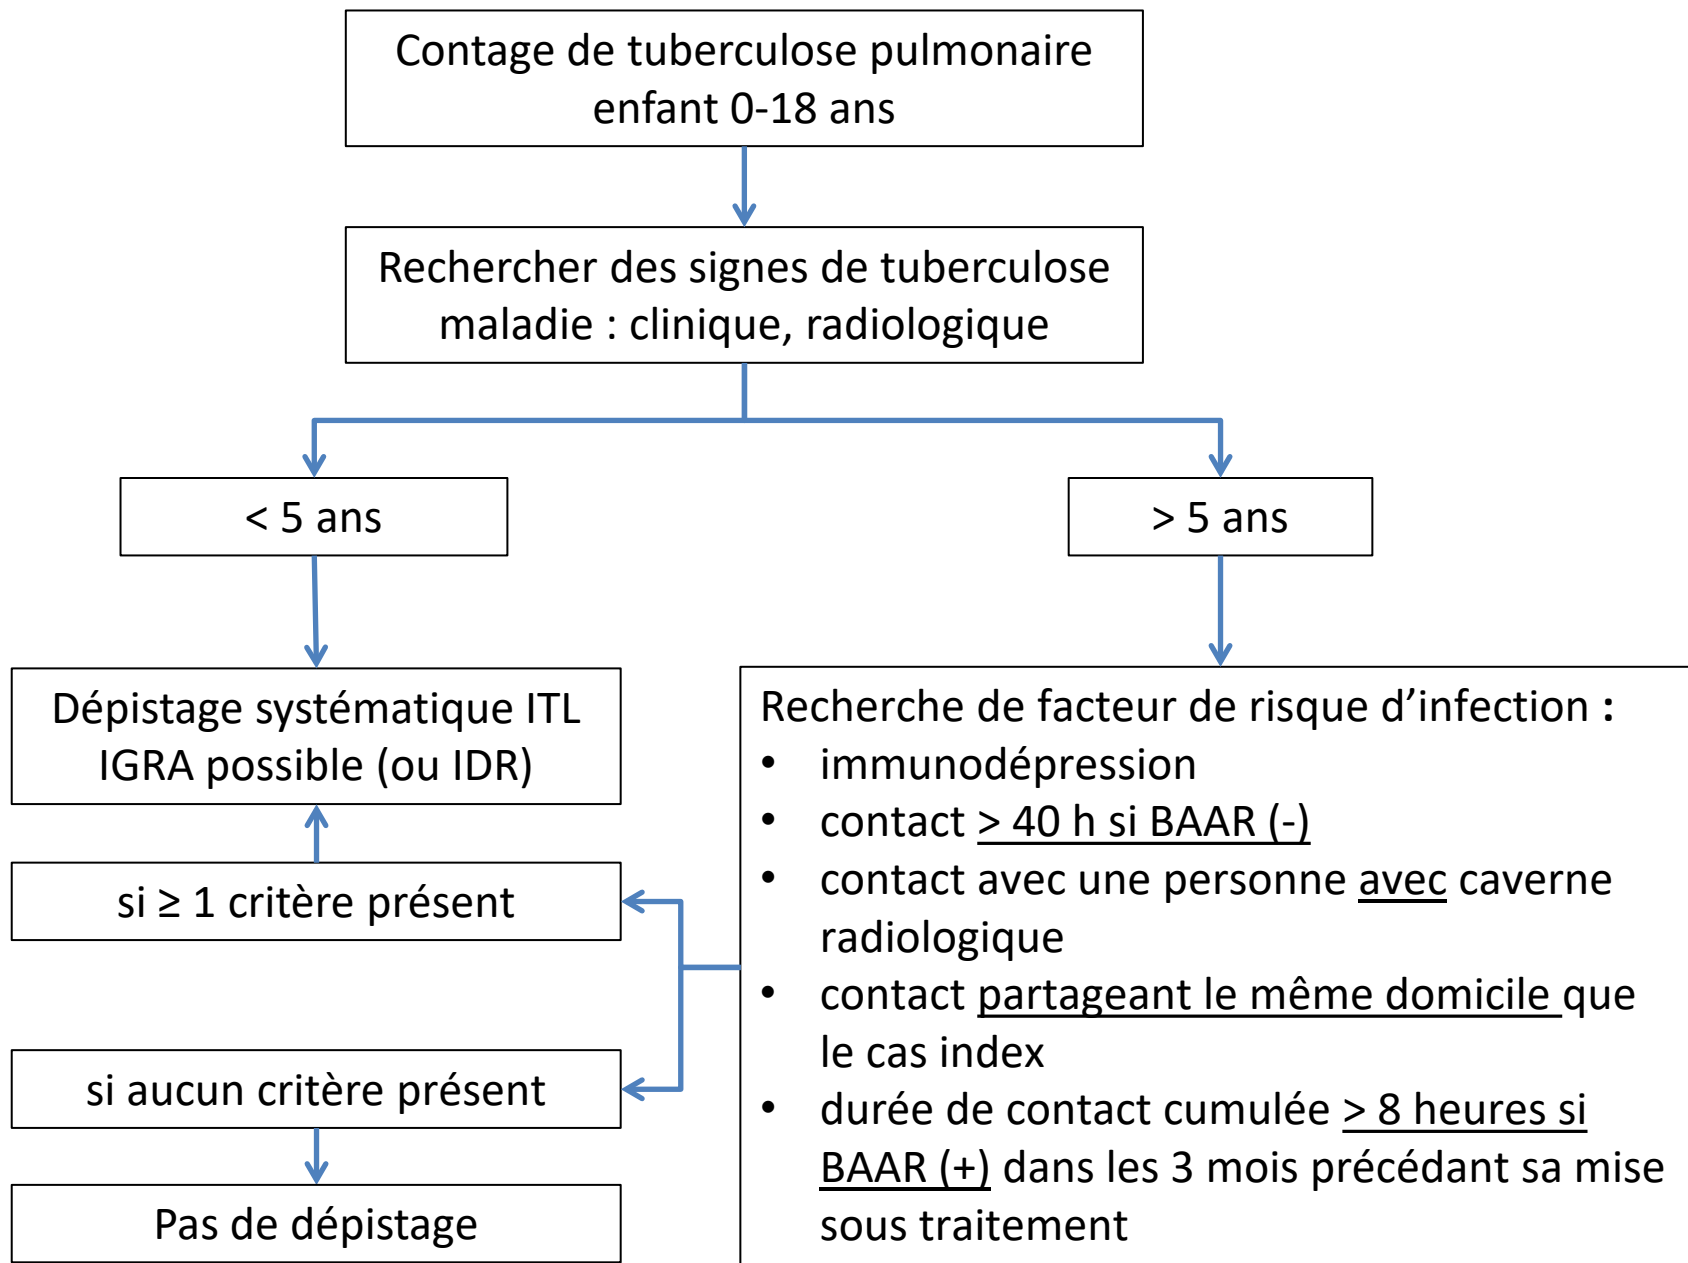 Contage de tuberculose pulmonaire
enfant 0-18 ans
Rechercher des signes de tuberculose
maladie : clinique, radiologique
< 5 ans
> 5 ans
Dépistage systématique ITL
IGRA possible (ou IDR)
si ≥ 1 critère présent
si aucun critère présent
Pas de dépistage
Recherche de facteur de risque d’infection :
• immunodépression
• contact > 40 h si BAAR (-)
• contact avec une personne avec caverne
radiologique
• contact partageant le même domicile que
le cas index
• durée de contact cumulée > 8 heures si
BAAR (+) dans les 3 mois précédant sa mise
sous traitement